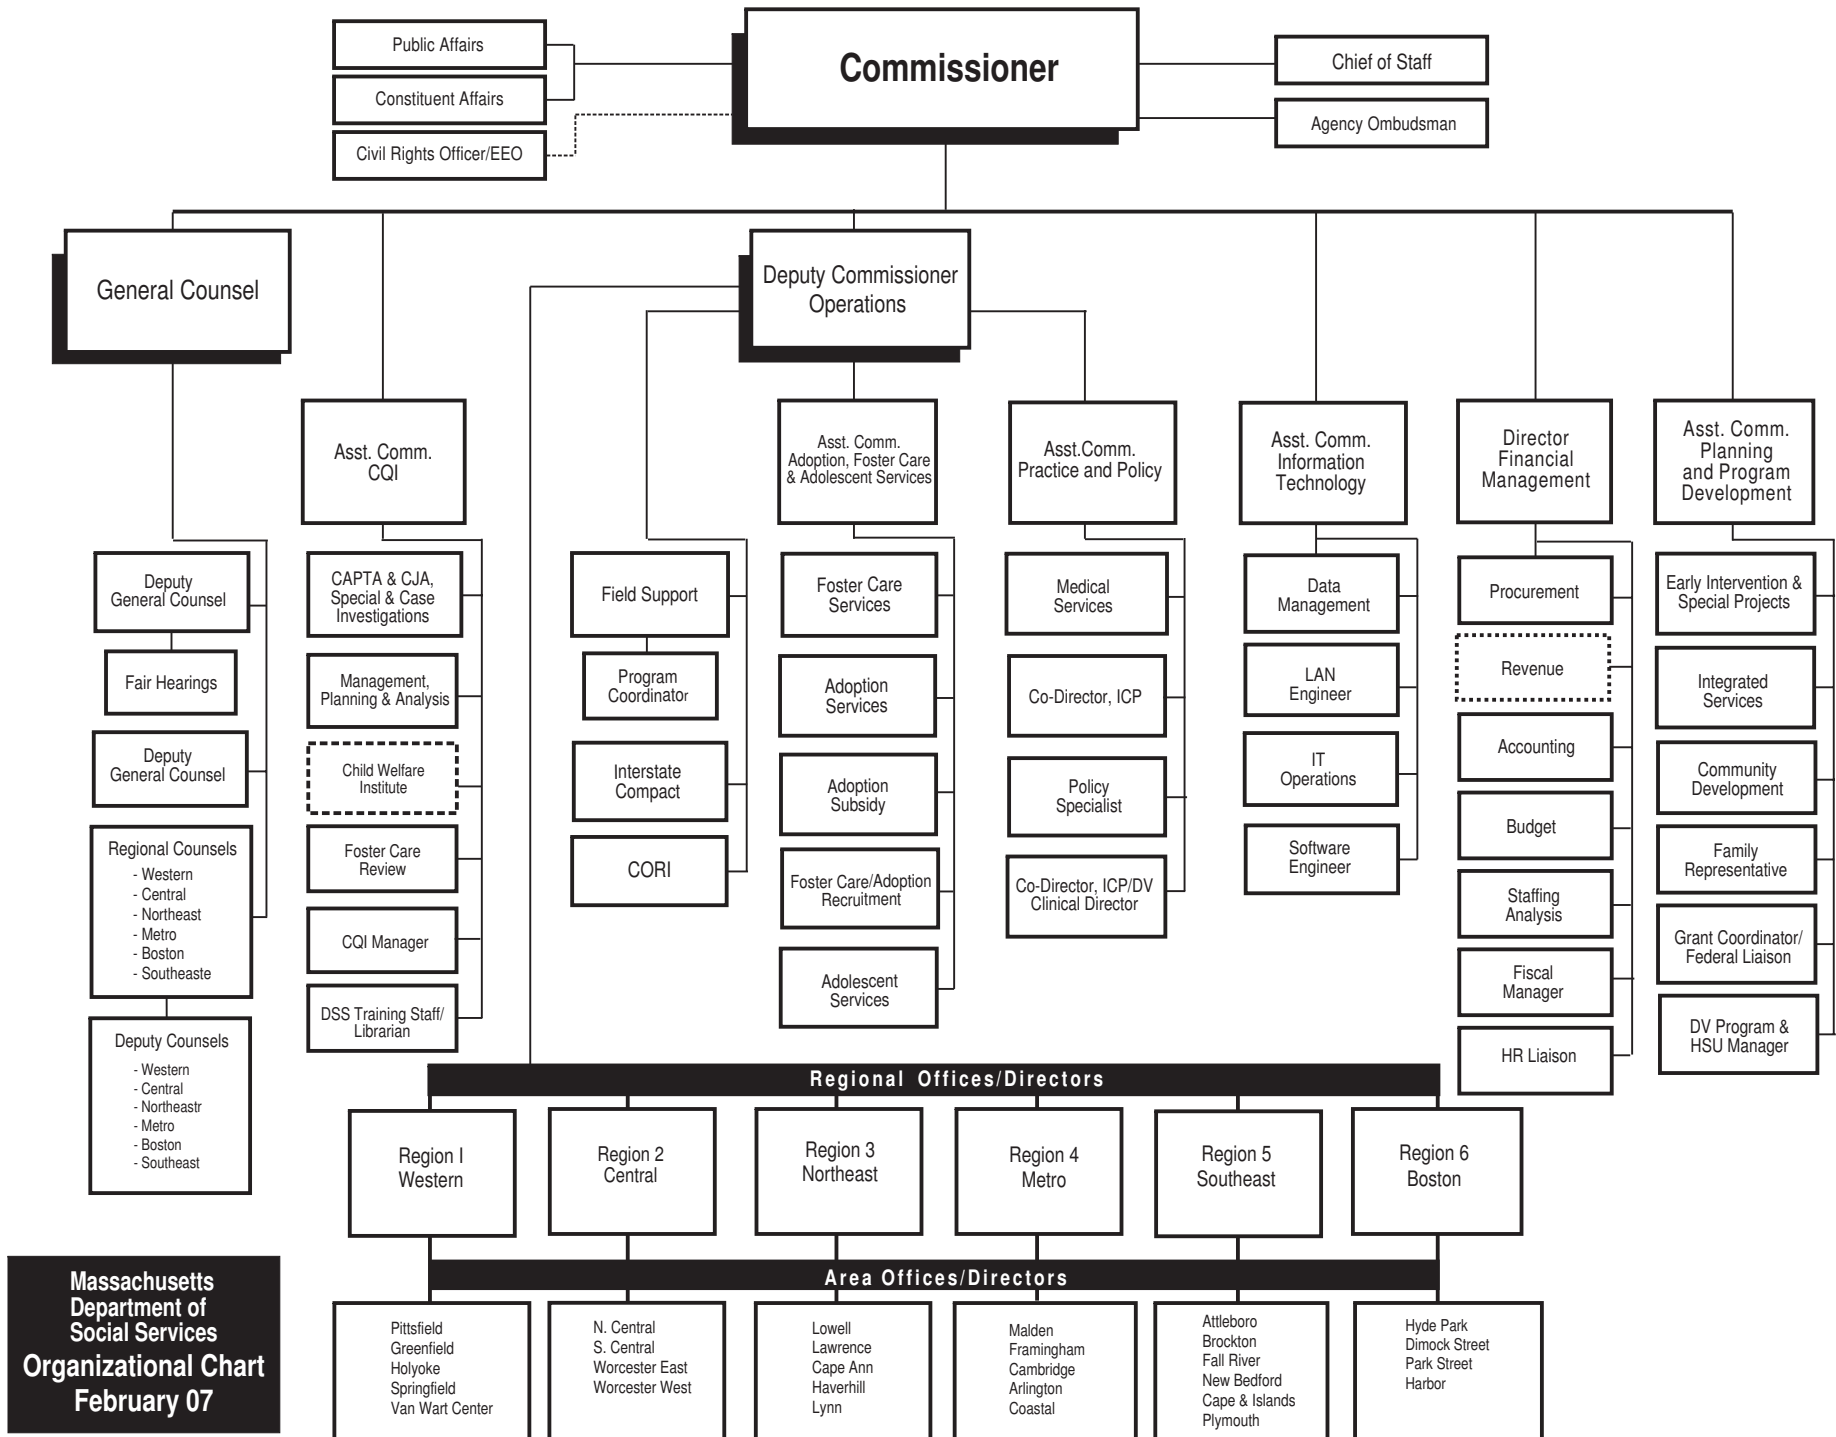 Public Affairs
Constituent Affairs
Civil Rights Officer/EEO
Commissioner
Chief of Staff
Agency Ombudsman
General Counsel
Deputy Commissioner
Operations
Asst. Comm.
CQI
Asst. Comm.
Adoption, Foster Care
& Adolescent Services
Asst.Comm.
Practice and Policy
Asst. Comm.
Information
Technology
Director
Financial
Management
Asst. Comm.
Planning
and Program
Development
Deputy
General Counsel
Fair Hearings
Deputy
General Counsel
Regional Counsels
- Western
- Central
- Northeast
- Metro
- Boston
- Southeaste
Deputy Counsels
- Western
- Central
- Northeastr
- Metro
- Boston
- Southeast
CAPTA & CJA,
Special & Case
Investigations
Management,
Planning & Analysis
Child Welfare
Institute
Foster Care
Review
CQI Manager
DSS Training Staff/
Librarian
Field Support
Program
Coordinator
Interstate
Compact
CORI
Foster Care
Services
Adoption
Services
Adoption
Subsidy
Foster Care/Adoption
Recruitment
Adolescent
Services
Medical
Services
Co-Director, ICP
Policy
Specialist
Co-Director, ICP/DV
Clinical Director
Data
Management
LAN
Engineer
IT
Operations
Software
Engineer
Procurement
Revenue
Accounting
Budget
Staffing
Analysis
Fiscal
Manager
HR Liaison
Early Intervention &
Special Projects
Integrated
Services
Community
Development
Family
Representative
Grant Coordinator/
Federal Liaison
DV Program &
HSU Manager
Regional Offices/Directors
Region I
Western
Region 2
Central
Region 3
Northeast
Region 4
Metro
Region 5
Southeast
Region 6
Boston
Area Offices/Directors
Pittsfield
Greenfield
Holyoke
Springfield
Van Wart Center
N. Central
S. Central
Worcester East
Worcester West
Lowell
Lawrence
Cape Ann
Haverhill
Lynn
Malden
Framingham
Cambridge
Arlington
Coastal
Attleboro
Brockton
Fall River
New Bedford
Cape & Islands
Plymouth
Hyde Park
Dimock Street
Park Street
Harbor
Massachusetts
Department of
Social Services
Organizational Chart
February 07